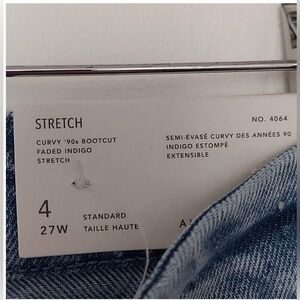 STRETCH
NO. 4064
CURVY '90s BOOTCUT
FADED INDIGO
STRETCH
SEMI-ÉVASÉ CURVY DES ANNÉES 90
INDIGO ESTOMPÉ
EXTENSIBLE
4
27W
STANDARD
TAILLE HAUTE